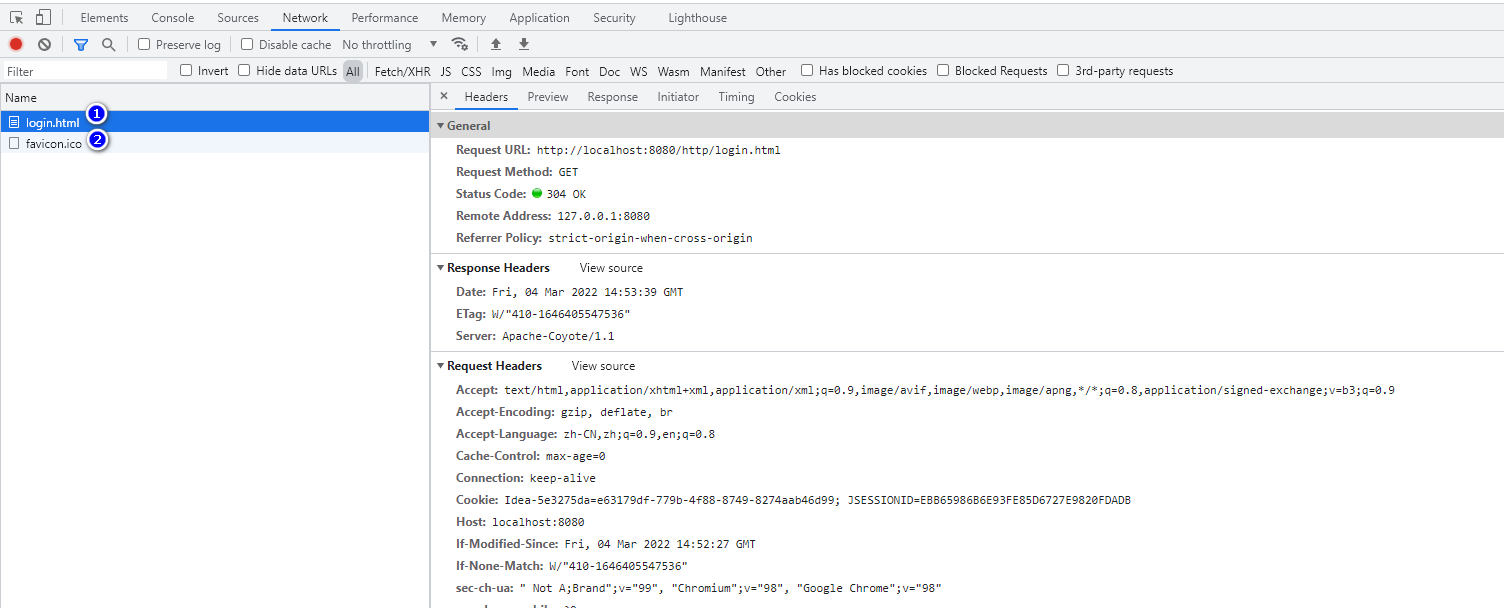 Elements Console Sources Network Performance Memory Application Security Lighthouse
Preserve log Disable cache No throttling
Filter Invert Hide data URLs All Fetch/XHR JS CSS Img Media Font Doc WS Wasm Manifest Other Has blocked cookies Blocked Requests 3rd-party requests
Name
login.html 1
favicon.ico 2
× Headers Preview Response Initiator Timing Cookies
General
Request URL: http://localhost:8080/http/login.html
Request Method: GET
Status Code: 304 OK
Remote Address: 127.0.0.1:8080
Referrer Policy: strict-origin-when-cross-origin
Response Headers View source
Date: Fri, 04 Mar 2022 14:53:39 GMT
ETag: W/"410-1646405547536"
Server: Apache-Coyote/1.1
Request Headers View source
Accept: text/html,application/xhtml+xml,application/xml;q=0.9,image/avif,image/webp,image/apng,*/*;q=0.8,application/signed-exchange;v=b3;q=0.9
Accept-Encoding: gzip, deflate, br
Accept-Language: zh-CN,zh;q=0.9,en;q=0.8
Cache-Control: max-age=0
Connection: keep-alive
Cookie: Idea-5e3275da=e63179df-779b-4f88-8749-8274aab46d99; JSESSIONID=EBB65986B6E93FE85D6727E9820FDADB
Host: localhost:8080
If-Modified-Since: Fri, 04 Mar 2022 14:52:27 GMT
If-None-Match: W/"410-1646405547536"
sec-ch-ua: " Not A;Brand";v="99", "Chromium";v="98", "Google Chrome";v="98"